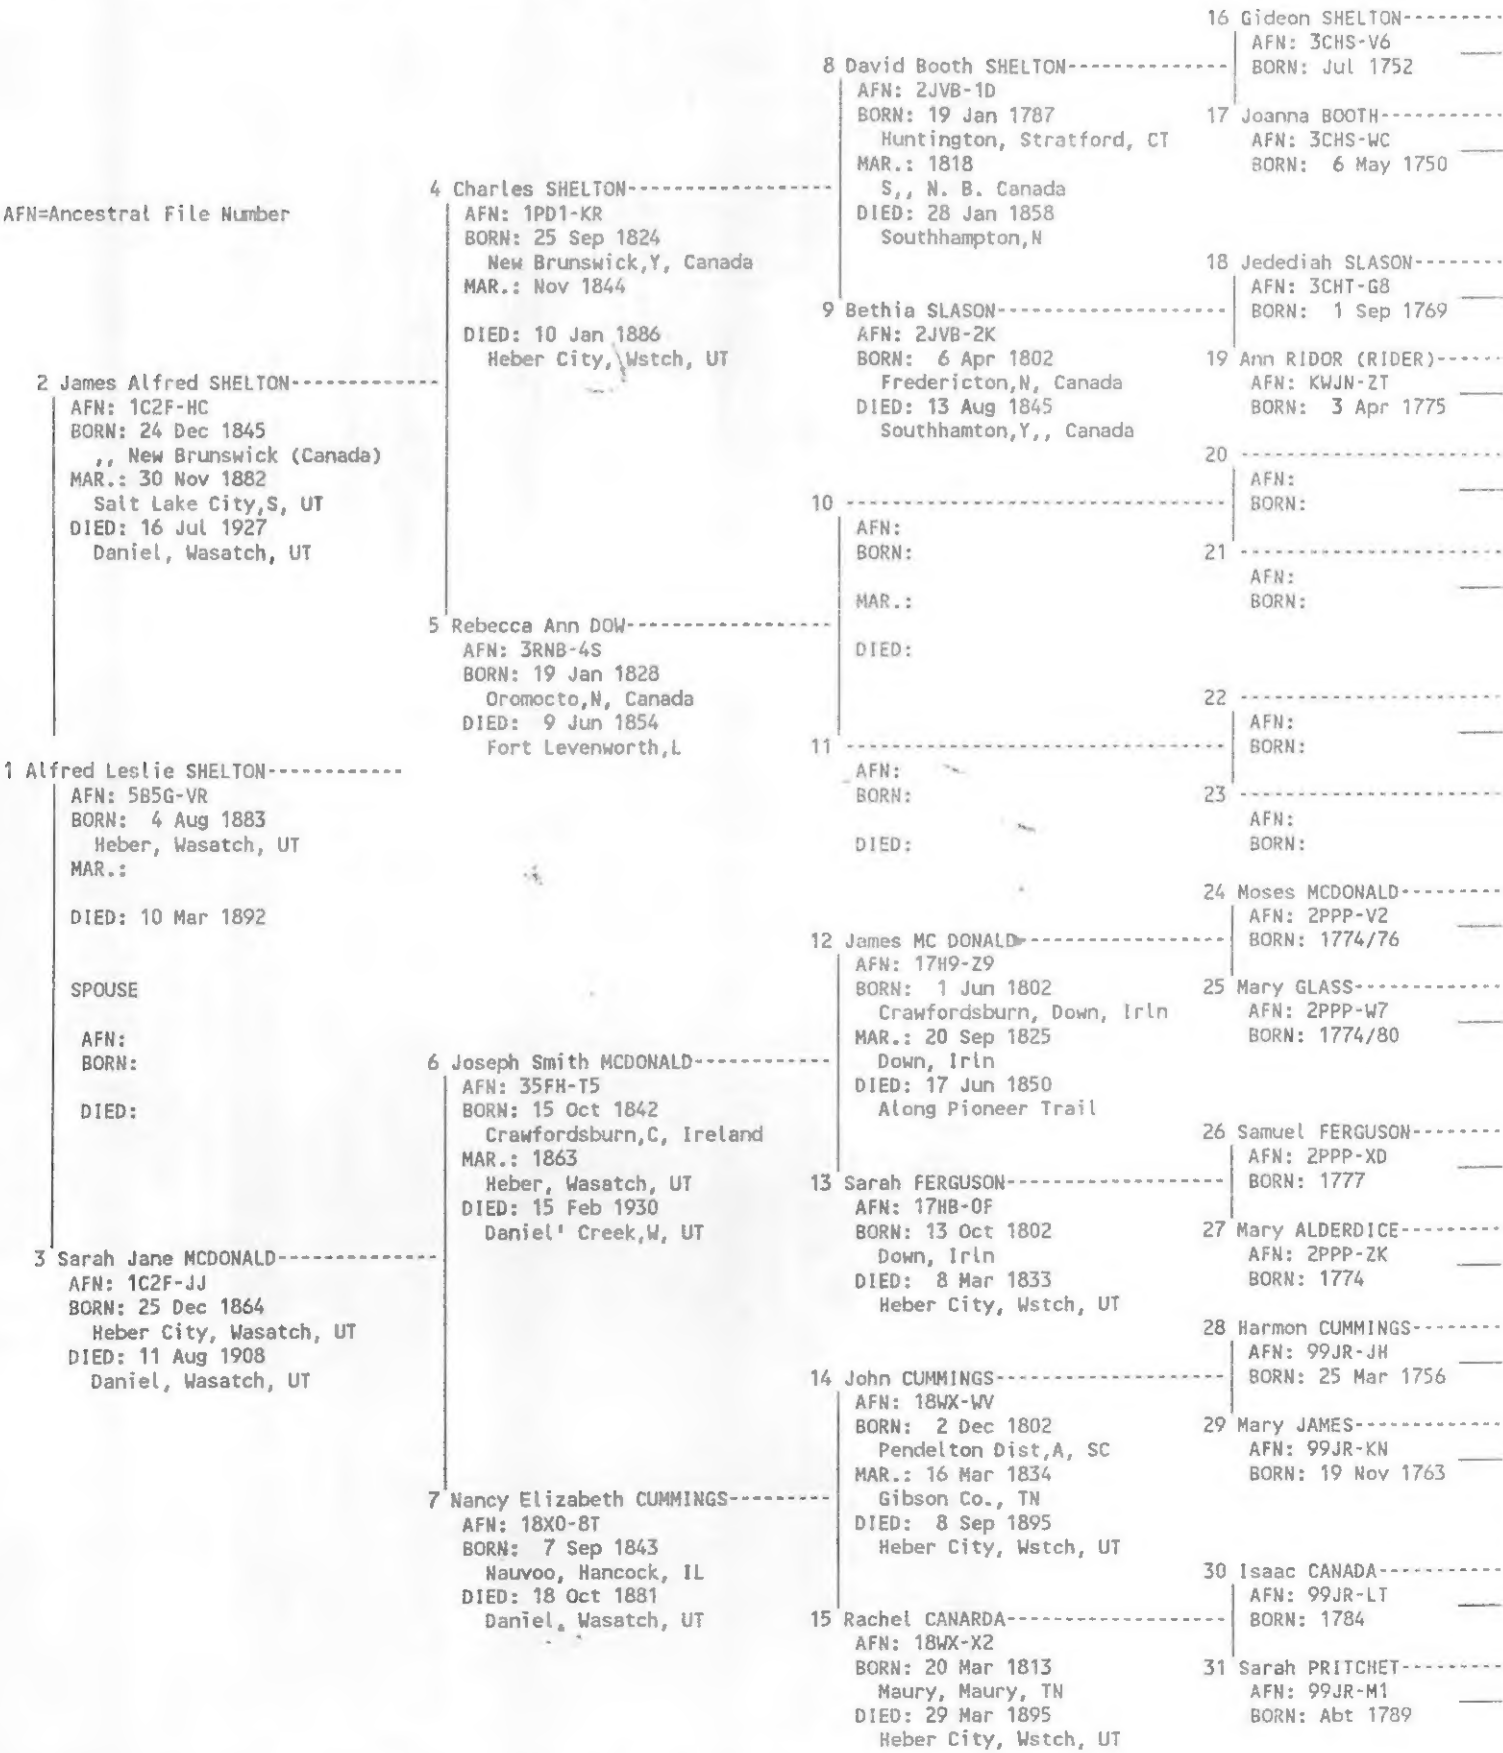 AFN=Ancestral File Number
1 Alfred Leslie SHELTON------------
AFN: 5B5G-VR
BORN: 4 Aug 1883
Heber, Wasatch, UT
MAR.:
DIED: 10 Mar 1892
SPOUSE
AFN:
BORN:
DIED:
2 James Alfred SHELTON-------------
AFN: 1C2F-HC
BORN: 24 Dec 1845
,, New Brunswick (Canada)
MAR.: 30 Nov 1882
Salt Lake City,S, UT
DIED: 16 Jul 1927
Daniel, Wasatch, UT
3 Sarah Jane MCDONALD--------------
AFN: 1C2F-JJ
BORN: 25 Dec 1864
Heber City, Wasatch, UT
DIED: 11 Aug 1908
Daniel, Wasatch, UT
4 Charles SHELTON------------------
AFN: 1PD1-KR
BORN: 25 Sep 1824
New Brunswick,Y, Canada
MAR.: Nov 1844
DIED: 10 Jan 1886
Heber City, Wstch, UT
5 Rebecca Ann DOW------------------
AFN: 3RNB-4S
BORN: 19 Jan 1828
Oromocto,N, Canada
DIED: 9 Jun 1854
Fort Levenworth,L
6 Joseph Smith MCDONALD------------
AFN: 35FH-T5
BORN: 15 Oct 1842
Crawfordsburn,C, Ireland
MAR.: 1863
Heber, Wasatch, UT
DIED: 15 Feb 1930
Daniel' Creek,W, UT
7 Nancy Elizabeth CUMMINGS---------
AFN: 18X0-8T
BORN: 7 Sep 1843
Nauvoo, Hancock, IL
DIED: 18 Oct 1881
Daniel, Wasatch, UT
8 David Booth SHELTON--------------
AFN: 2JVB-1D
BORN: 19 Jan 1787
Huntington, Stratford, CT
MAR.: 1818
S,, N. B. Canada
DIED: 28 Jan 1858
Southhampton,N
9 Bethia SLASON--------------------
AFN: 2JVB-2K
BORN: 6 Apr 1802
Fredericton,N, Canada
DIED: 13 Aug 1845
Southhamton,Y,, Canada
10 ---------------------------------
AFN:
BORN:
MAR.:
DIED:
11 ---------------------------------
AFN:
BORN:
DIED:
12 James MC DONALD------------------
AFN: 17H9-Z9
BORN: 1 Jun 1802
Crawfordsburn, Down, Irln
MAR.: 20 Sep 1825
Down, Irln
DIED: 17 Jun 1850
Along Pioneer Trail
13 Sarah FERGUSON-------------------
AFN: 17HB-0F
BORN: 13 Oct 1802
Down, Irln
DIED: 8 Mar 1833
Heber City, Wstch, UT
14 John CUMMINGS--------------------
AFN: 18WX-WV
BORN: 2 Dec 1802
Pendelton Dist,A, SC
MAR.: 16 Mar 1834
Gibson Co., TN
DIED: 8 Sep 1895
Heber City, Wstch, UT
15 Rachel CANARDA-------------------
AFN: 18WX-X2
BORN: 20 Mar 1813
Maury, Maury, TN
DIED: 29 Mar 1895
Heber City, Wstch, UT
16 Gideon SHELTON---------
AFN: 3CHS-V6
BORN: Jul 1752
17 Joanna BOOTH-----------
AFN: 3CHS-WC
BORN: 6 May 1750
18 Jedediah SLASON--------
AFN: 3CHT-G8
BORN: 1 Sep 1769
19 Ann RIDOR (RIDER)------
AFN: KWJN-ZT
BORN: 3 Apr 1775
20 -----------------------
AFN:
BORN:
21 -----------------------
AFN:
BORN:
22 -----------------------
AFN:
BORN:
23 -----------------------
AFN:
BORN:
24 Moses MCDONALD---------
AFN: 2PPP-V2
BORN: 1774/76
25 Mary GLASS-------------
AFN: 2PPP-W7
BORN: 1774/80
26 Samuel FERGUSON--------
AFN: 2PPP-XD
BORN: 1777
27 Mary ALDERDICE---------
AFN: 2PPP-ZK
BORN: 1774
28 Harmon CUMMINGS--------
AFN: 99JR-JH
BORN: 25 Mar 1756
29 Mary JAMES-------------
AFN: 99JR-KN
BORN: 19 Nov 1763
30 Isaac CANADA-----------
AFN: 99JR-LT
BORN: 1784
31 Sarah PRITCHET---------
AFN: 99JR-M1
BORN: Abt 1789